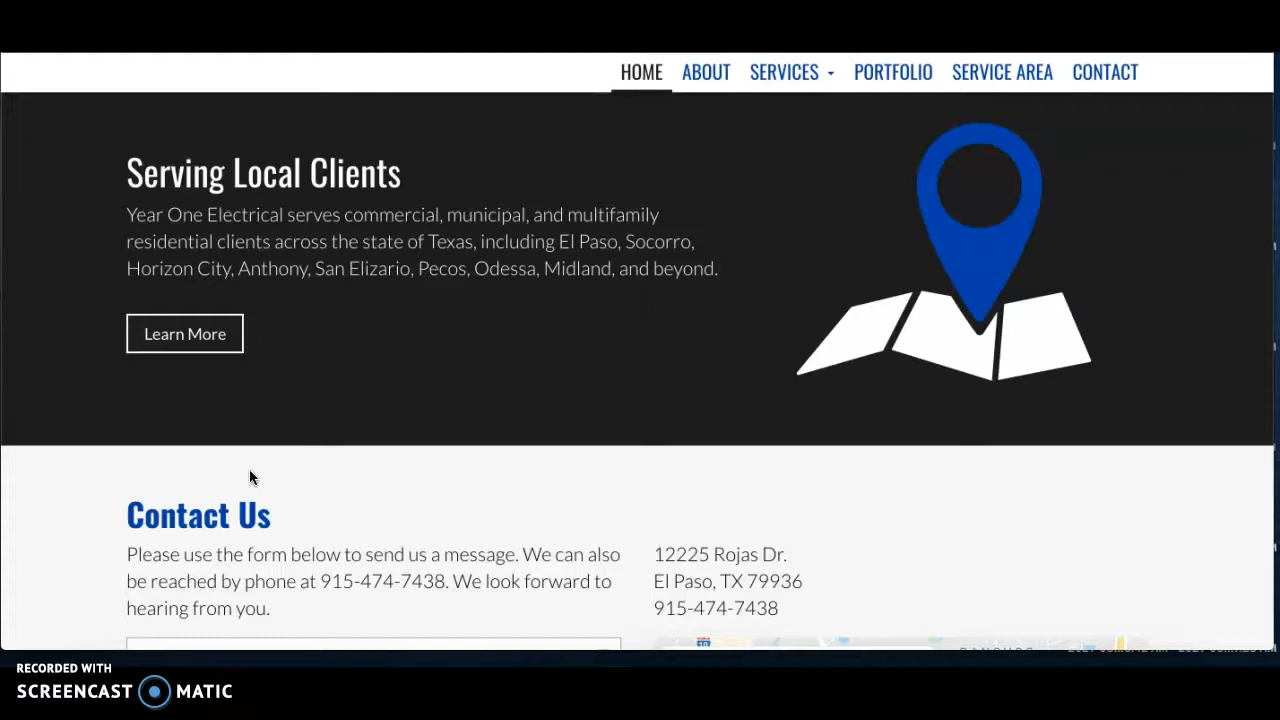 HOME ABOUT SERVICES PORTFOLIO SERVICE AREA CONTACT
Serving Local Clients
Year One Electrical serves commercial, municipal, and multifamily
residential clients across the state of Texas, including El Paso, Socorro,
Horizon City, Anthony, San Elizario, Pecos, Odessa, Midland, and beyond.
Learn More
Contact Us
Please use the form below to send us a message. We can also
be reached by phone at 915-474-7438. We look forward to
hearing from you.
12225 Rojas Dr.
El Paso, TX 79936
915-474-7438
RECORDED WITH
SCREENCAST MATIC